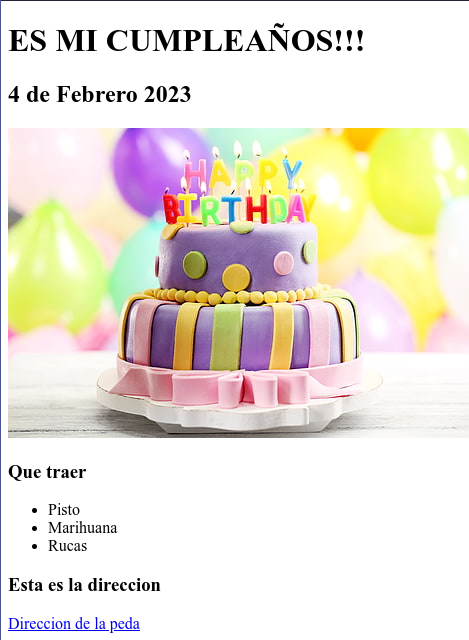 ES MI CUMPLEAÑOS!!!
4 de Febrero 2023
HAPPY
BIRTHDAY
Que traer
Pisto
Marihuana
Rucas
Esta es la direccion
Direccion de la peda